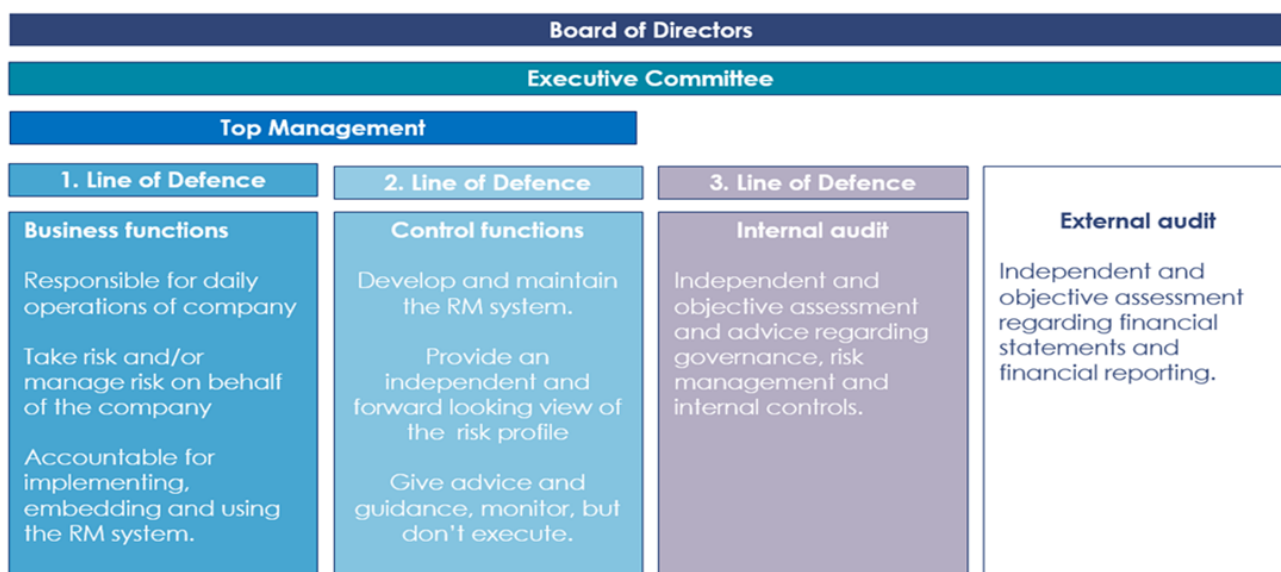 Board of Directors
Executive Committee
Top Management
1. Line of Defence
Business functions
Responsible for daily
operations of company
Take risk and/or
manage risk on behalf
of the company
Accountable for
implementing,
embedding and using
the RM system.
2. Line of Defence
Control functions
Develop and maintain
the RM system.
Provide an
independent and
forward looking view of
the risk profile
Give advice and
guidance, monitor, but
don't execute.
3. Line of Defence
Internal audit
Independent and
objective assessment
and advice regarding
governance, risk
management and
internal controls.
External audit
Independent and
objective assessment
regarding financial
statements and
financial reporting.